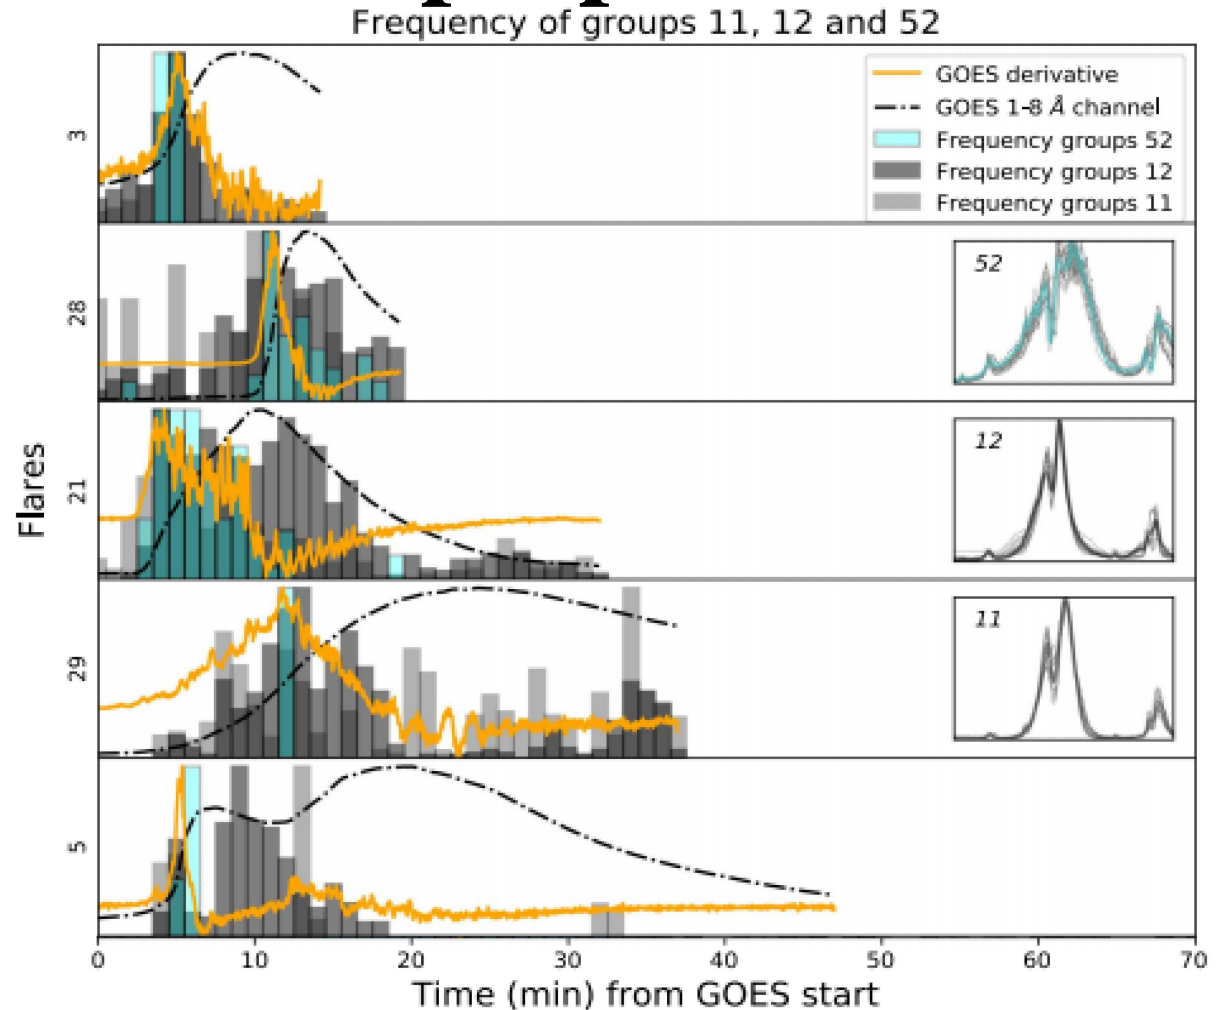 Frequency of groups 11, 12 and 52
GOES derivative
GOES 1-8 Å channel
Frequency groups 52
Frequency groups 12
Frequency groups 11
3
28
21
29
5
Flares
52
12
11
0 10 20 30 40 50 60 70
Time (min) from GOES start